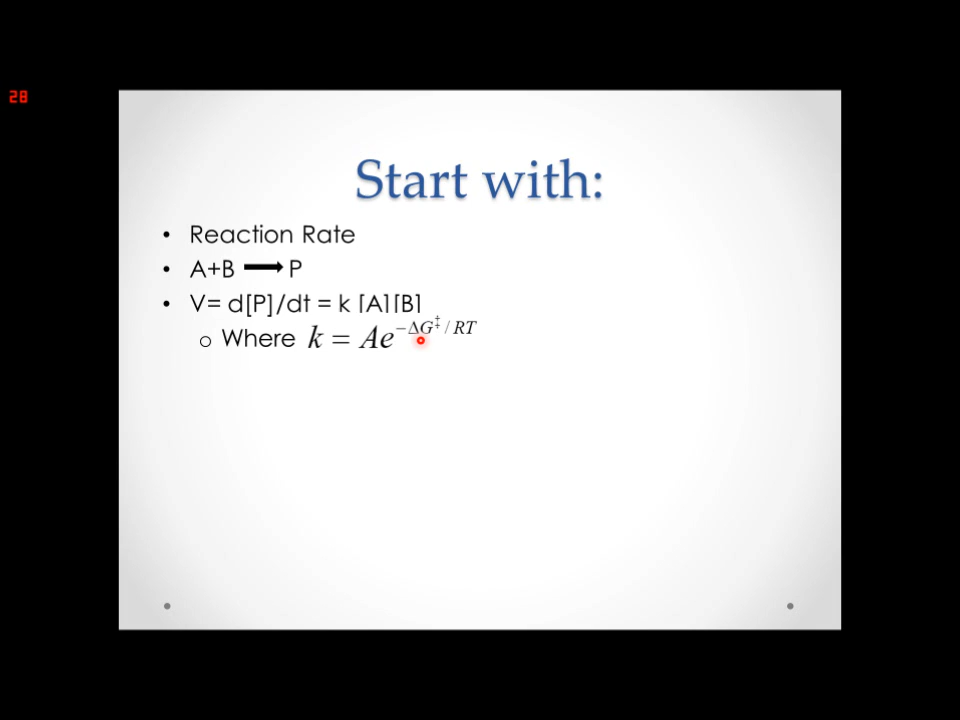 28
Start with:
• Reaction Rate
• A+B ⟶ P
• V= d[P]/dt = k [A][B]
o Where k = Ae^{−ΔG^‡ / RT}